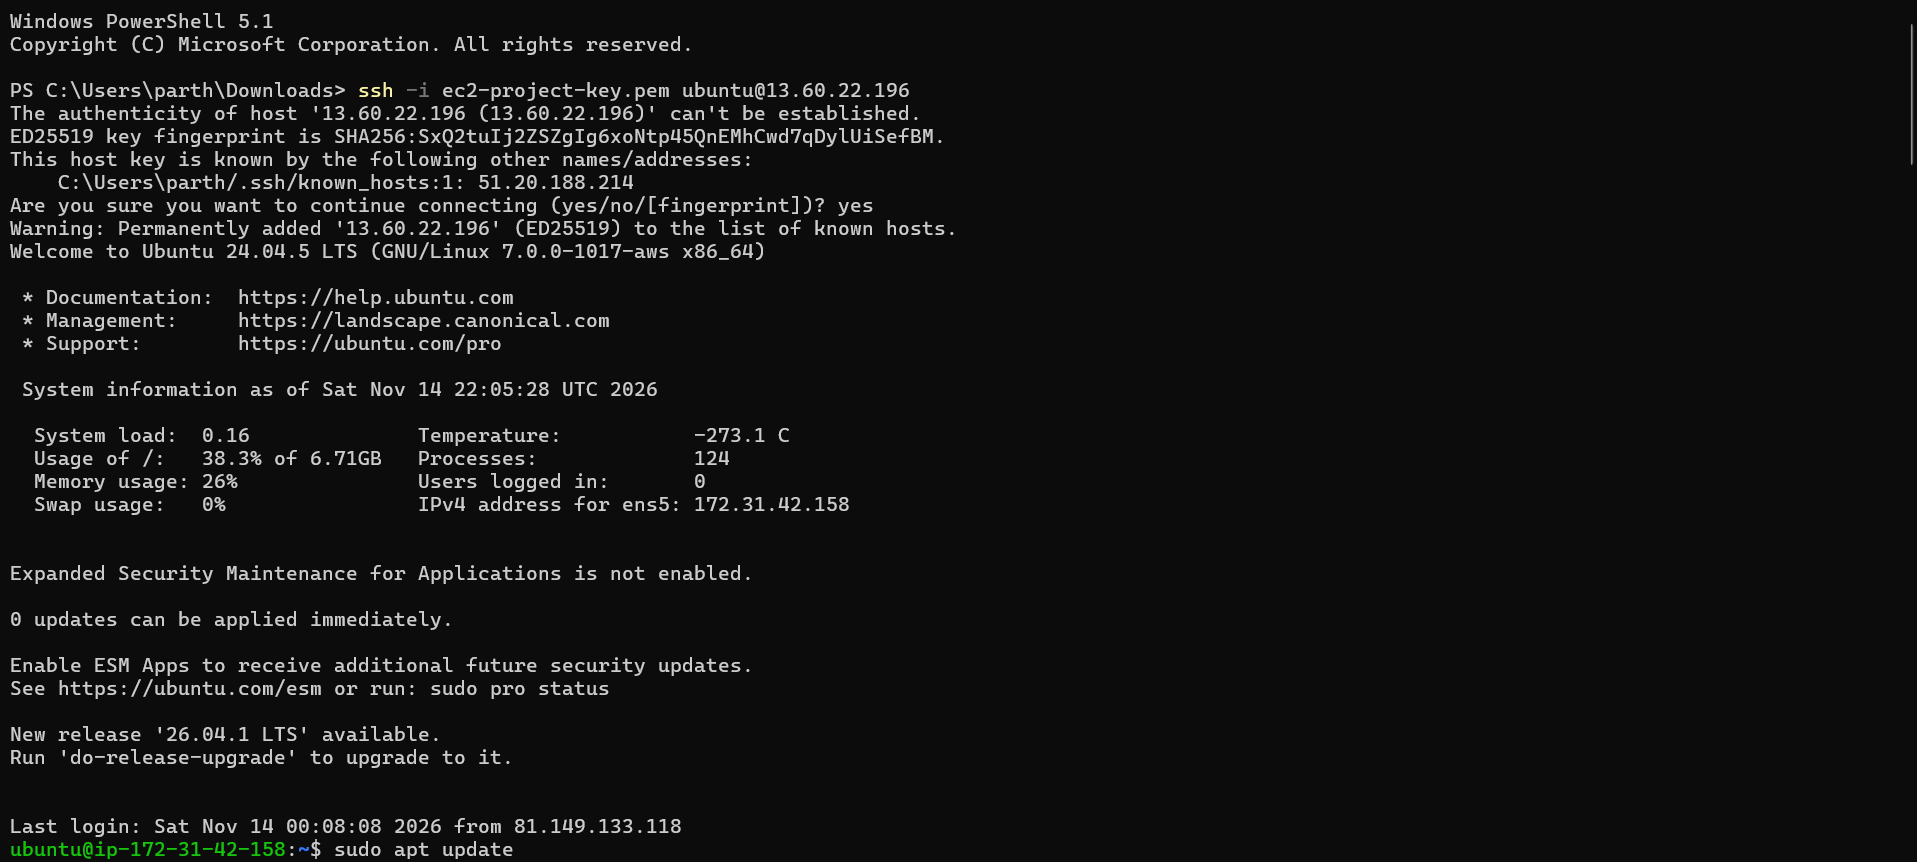 Windows PowerShell 5.1
Copyright (C) Microsoft Corporation. All rights reserved.
PS C:\Users\parth\Downloads> ssh -i ec2-project-key.pem ubuntu@13.60.22.196
The authenticity of host '13.60.22.196 (13.60.22.196)' can't be established.
ED25519 key fingerprint is SHA256:SxQ2tuIj2ZSZgIg6xoNtp45QnEMhCwd7qDylUiSefBM.
This host key is known by the following other names/addresses:
    C:\Users\parth/.ssh/known_hosts:1: 51.20.188.214
Are you sure you want to continue connecting (yes/no/[fingerprint])? yes
Warning: Permanently added '13.60.22.196' (ED25519) to the list of known hosts.
Welcome to Ubuntu 24.04.5 LTS (GNU/Linux 7.0.0-1017-aws x86_64)
 * Documentation:  https://help.ubuntu.com
 * Management:     https://landscape.canonical.com
 * Support:        https://ubuntu.com/pro
 System information as of Sat Nov 14 22:05:28 UTC 2026
  System load:  0.16              Temperature:           -273.1 C
  Usage of /:   38.3% of 6.71GB   Processes:             124
  Memory usage: 26%               Users logged in:       0
  Swap usage:   0%                IPv4 address for ens5: 172.31.42.158
Expanded Security Maintenance for Applications is not enabled.
0 updates can be applied immediately.
Enable ESM Apps to receive additional future security updates.
See https://ubuntu.com/esm or run: sudo pro status
New release '26.04.1 LTS' available.
Run 'do-release-upgrade' to upgrade to it.
Last login: Sat Nov 14 00:08:08 2026 from 81.149.133.118
ubuntu@ip-172-31-42-158:~$ sudo apt update